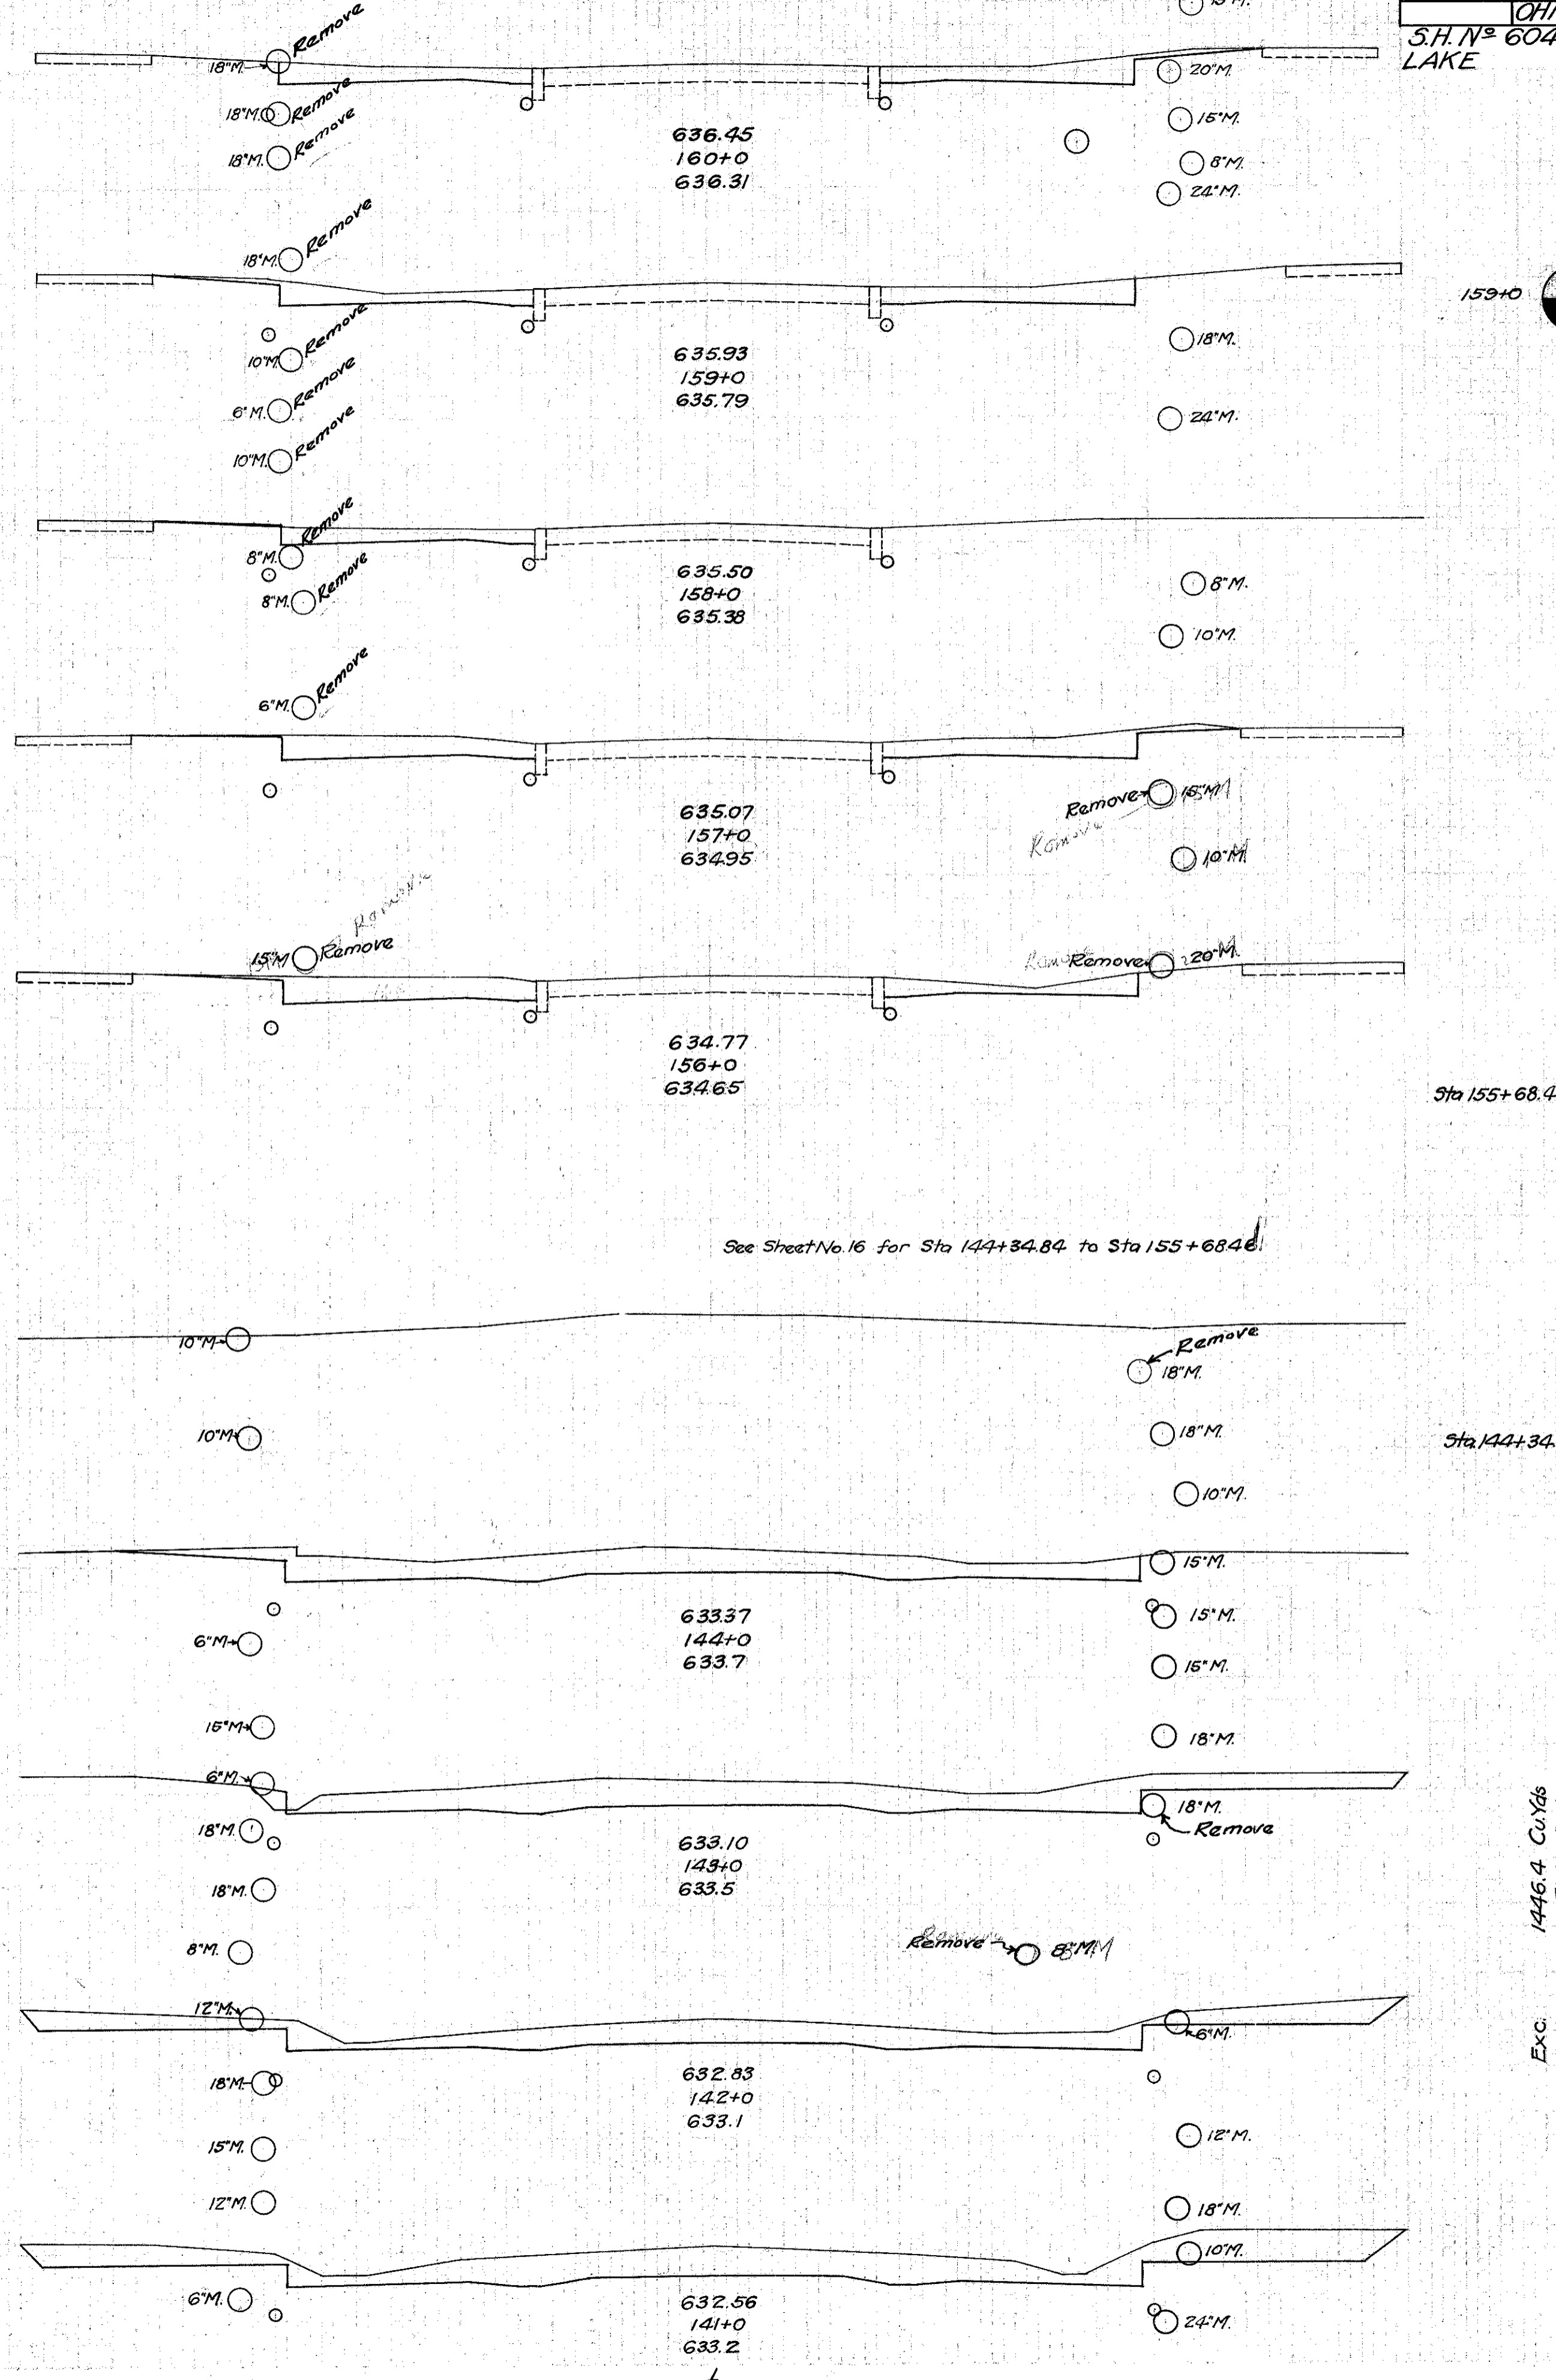 OHI
S.H. Nº 604
LAKE
Remove
18"M.
20"M.
18"M. Remove
15"M.
636.45
160+0
636.31
18"M. Remove
8"M.
24"M.
18"M. Remove
159+0
10"M. Remove
18"M.
635.93
159+0
635.79
6"M. Remove
24"M.
10"M. Remove
8"M. Remove
635.50
158+0
635.38
8"M. Remove
8"M.
10"M.
6"M. Remove
635.07
157+0
634.95
Remove 15"M
Remove
10"M
Remove
15"M Remove
Remove 20"M.
634.77
156+0
634.65
Sta 155+68.4
See Sheet No. 16 for Sta 144+34.84 to Sta 155+68.46
10"M
Remove
18"M.
10"M
18"M.
Sta. 144+34.
10"M.
15"M.
633.37
144+0
633.7
6"M
15"M.
15"M.
15"M
18"M.
6"M.
18"M.
Remove
18"M.
633.10
143+0
633.5
18"M.
8"M.
Remove 8"M
Exc. 1446.4 Cu.Yds
12"M.
6"M.
18"M.
632.83
142+0
633.1
15"M.
12"M.
12"M.
18"M.
10"M.
6"M.
632.56
141+0
633.2
24"M.